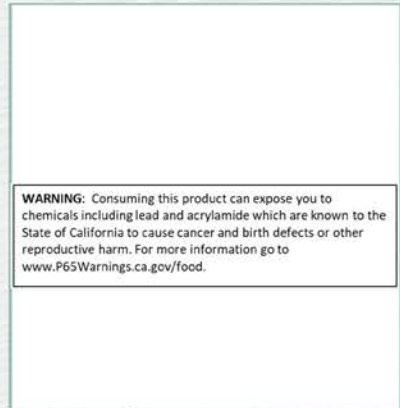 WARNING: Consuming this product can expose you to
chemicals including lead and acrylamide which are known to the
State of California to cause cancer and birth defects or other
reproductive harm. For more information go to
www.P65Warnings.ca.gov/food.